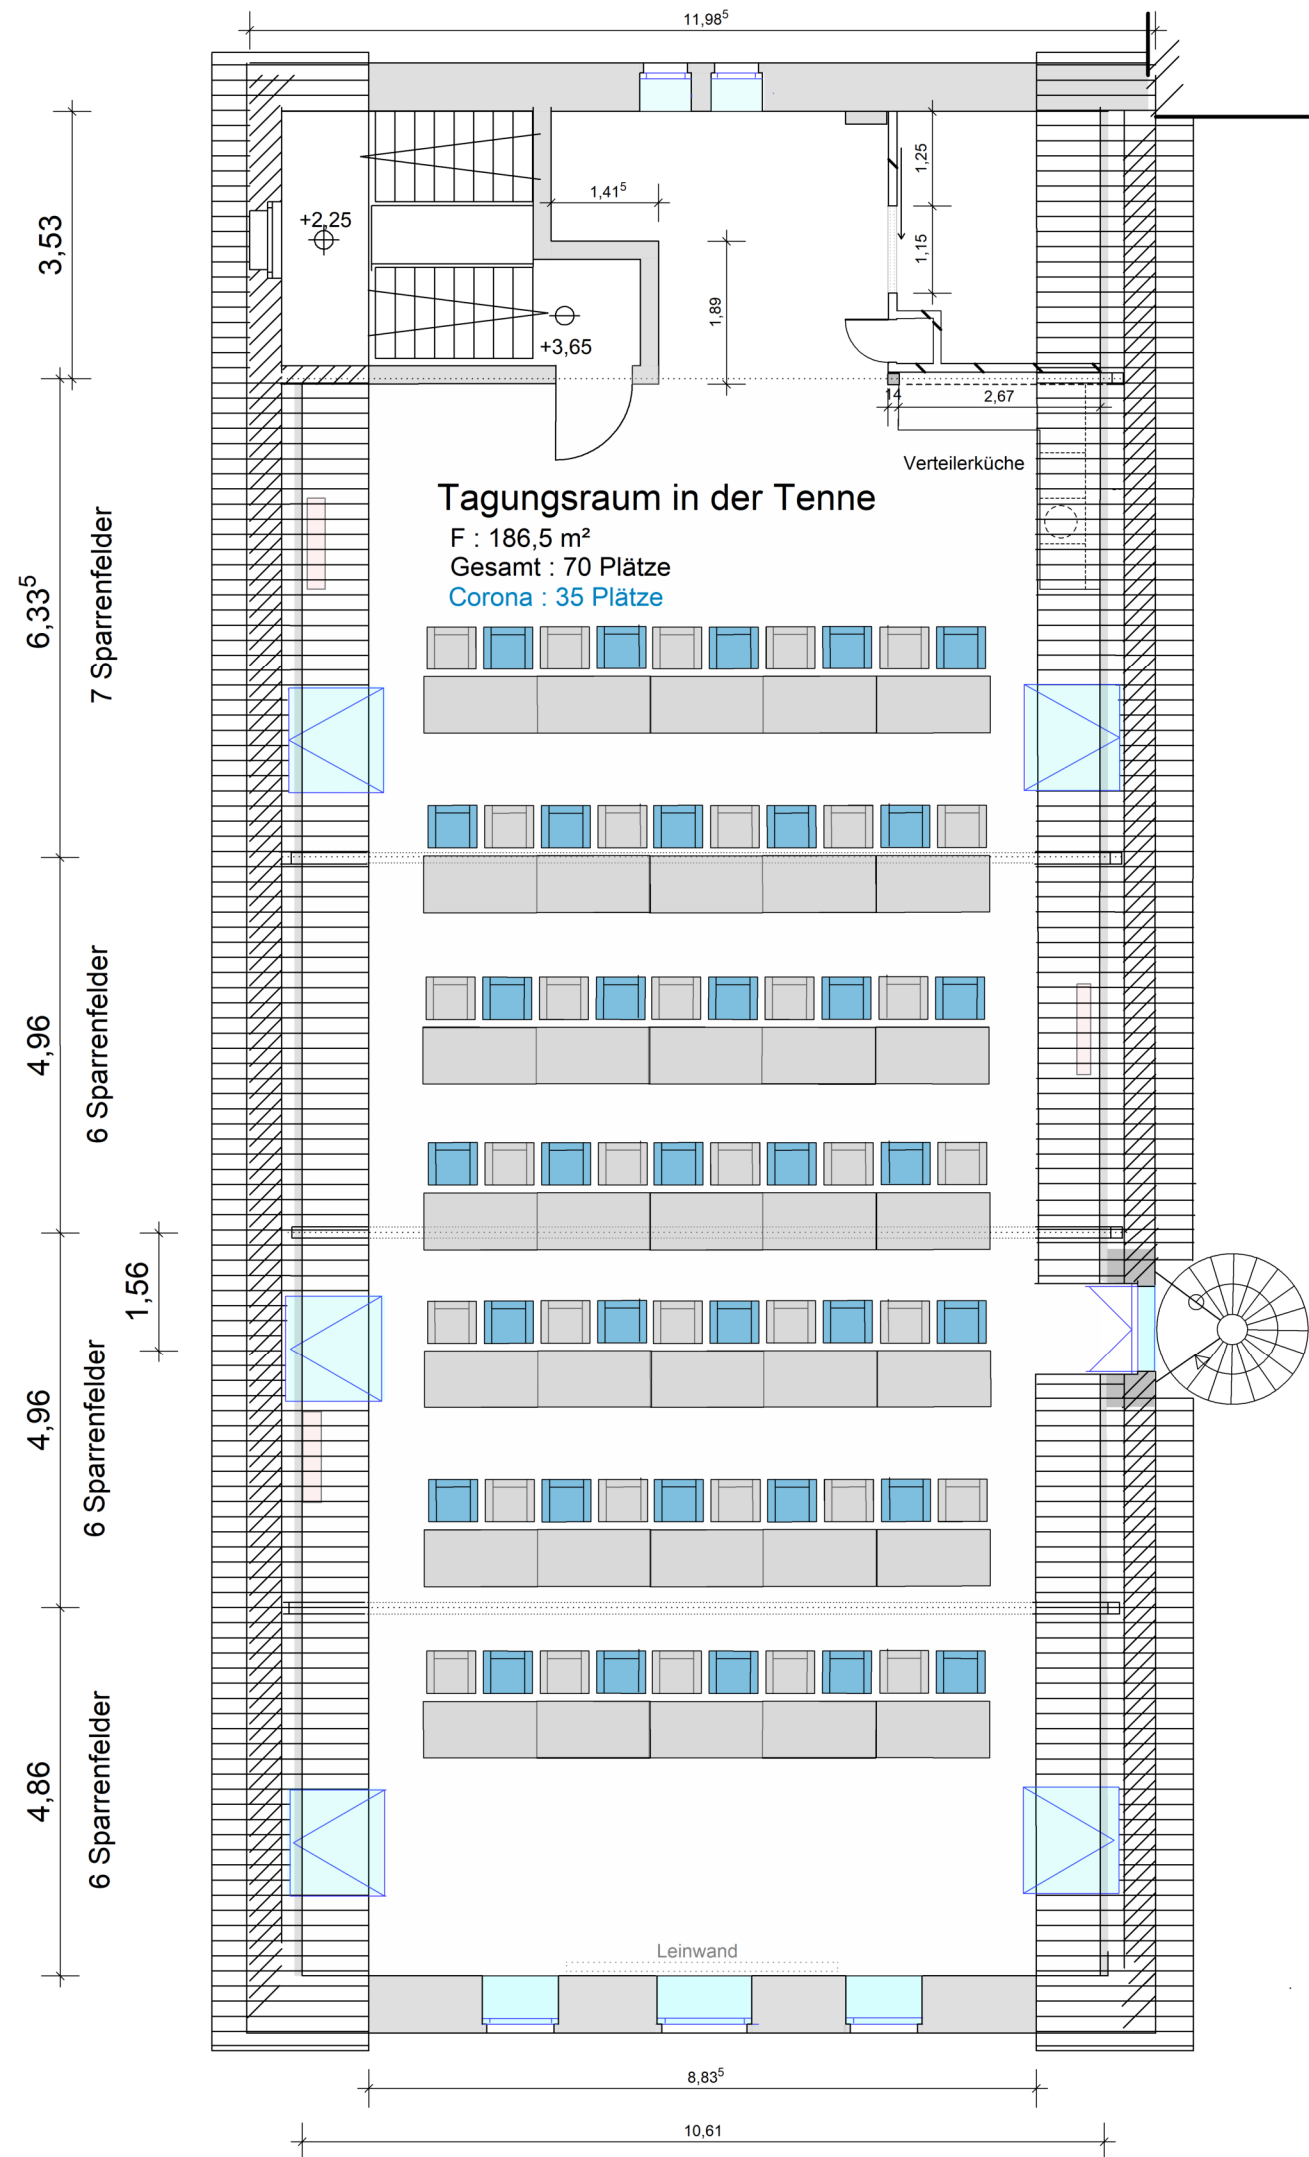 11,98⁵
3,53
+2,25
1,41⁵
1,25
1,15
1,89
+3,65
14
2,67
Verteilerküche
Tagungsraum in der Tenne
F : 186,5 m²
Gesamt : 70 Plätze
Corona : 35 Plätze
6,33⁵
7 Sparrenfelder
4,96
6 Sparrenfelder
1,56
4,96
6 Sparrenfelder
4,86
6 Sparrenfelder
Leinwand
8,83⁵
10,61